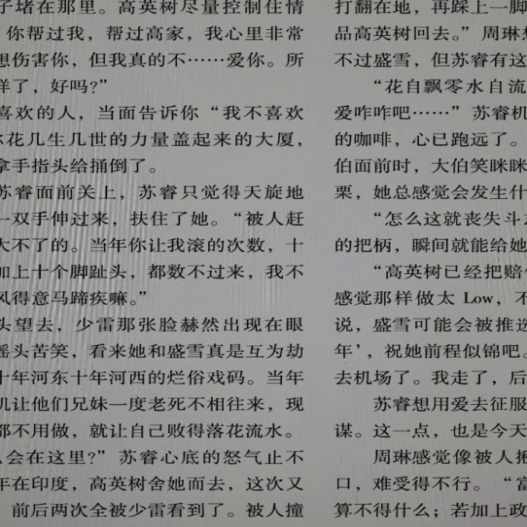 子堵在那里。高英树尽量控制住情
你帮过我，帮过高家，我心里非常
想伤害你，但我真的不……爱你。所
样了，好吗？”
喜欢的人，当面告诉你“我不喜欢
你花几生几世的力量盖起来的大厦，
拿手指头给捅倒了。
苏睿面前关上，苏睿只觉得天旋地
一双手伸过来，扶住了她。“被人赶
大不了的。当年你让我滚的次数，十
加上十个脚趾头，都数不过来，我不
风得意马蹄疾嘛。”
头望去，少雷那张脸赫然出现在眼
摇头苦笑，看来她和盛雪真是互为劫
十年河东十年河西的烂俗戏码。当年
机让他们兄妹一度老死不相往来，现
都不用做，就让自己败得落花流水。
么会在这里？”苏睿心底的怒气止不
年在印度，高英树舍她而去，这次又
前后两次全被少雷看到了。被人撞
打翻在地，再踩上一脚
品高英树回去。”周琳想
不过盛雪，但苏睿有这
“花自飘零水自流
爱咋咋吧……”苏睿机
的咖啡，心已跑远了。
伯面前时，大伯笑眯眯
栗，她总感觉会发生什
“怎么这就丧失斗志
的把柄，瞬间就能给她
“高英树已经把赔偿
感觉那样做太 Low，不
说，盛雪可能会被推选
年’，祝她前程似锦吧。
去机场了。我走了，后
苏睿想用爱去征服
谋。这一点，也是今天
周琳感觉像被人揪
口，难受得不行。“富
算不得什么；若加上政